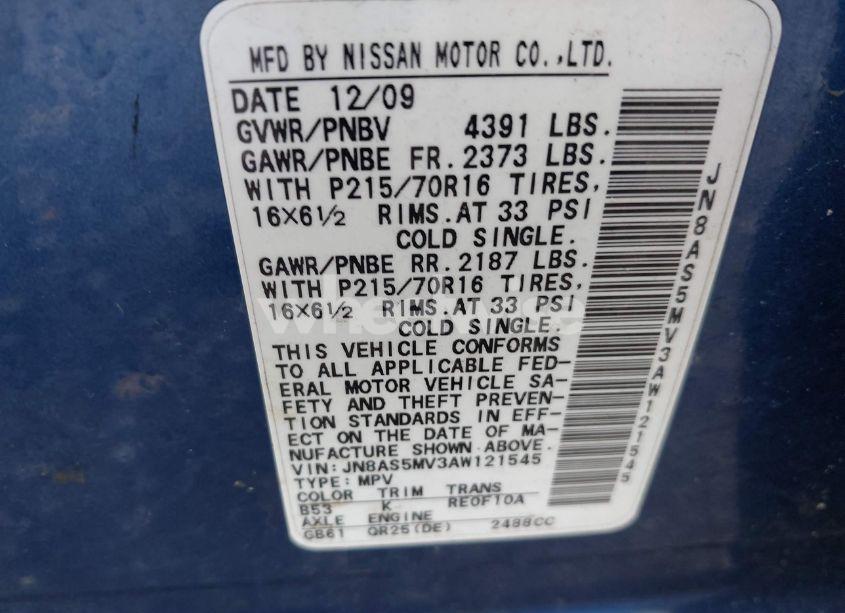 MFD BY NISSAN MOTOR CO.,LTD.
DATE 12/09
GVWR/PNBV 4391 LBS.
GAWR/PNBE FR. 2373 LBS.
WITH P215/70R16 TIRES,
16X6½ RIMS. AT 33 PSI
COLD SINGLE.
GAWR/PNBE RR. 2187 LBS.
WITH P215/70R16 TIRES,
16X6½ RIMS. AT 33 PSI
COLD SINGLE.
THIS VEHICLE CONFORMS
TO ALL APPLICABLE FED-
ERAL MOTOR VEHICLE SA-
FETY AND THEFT PREVEN-
TION STANDARDS IN EFF-
ECT ON THE DATE OF MA-
NUFACTURE SHOWN ABOVE.
VIN:JN8AS5MV3AW121545
TYPE: MPV
COLOR TRIM TRANS
B53 K RE0F10A
AXLE ENGINE
GB61 QR25(DE) 2488CC
JN8AS5MV3AW121545